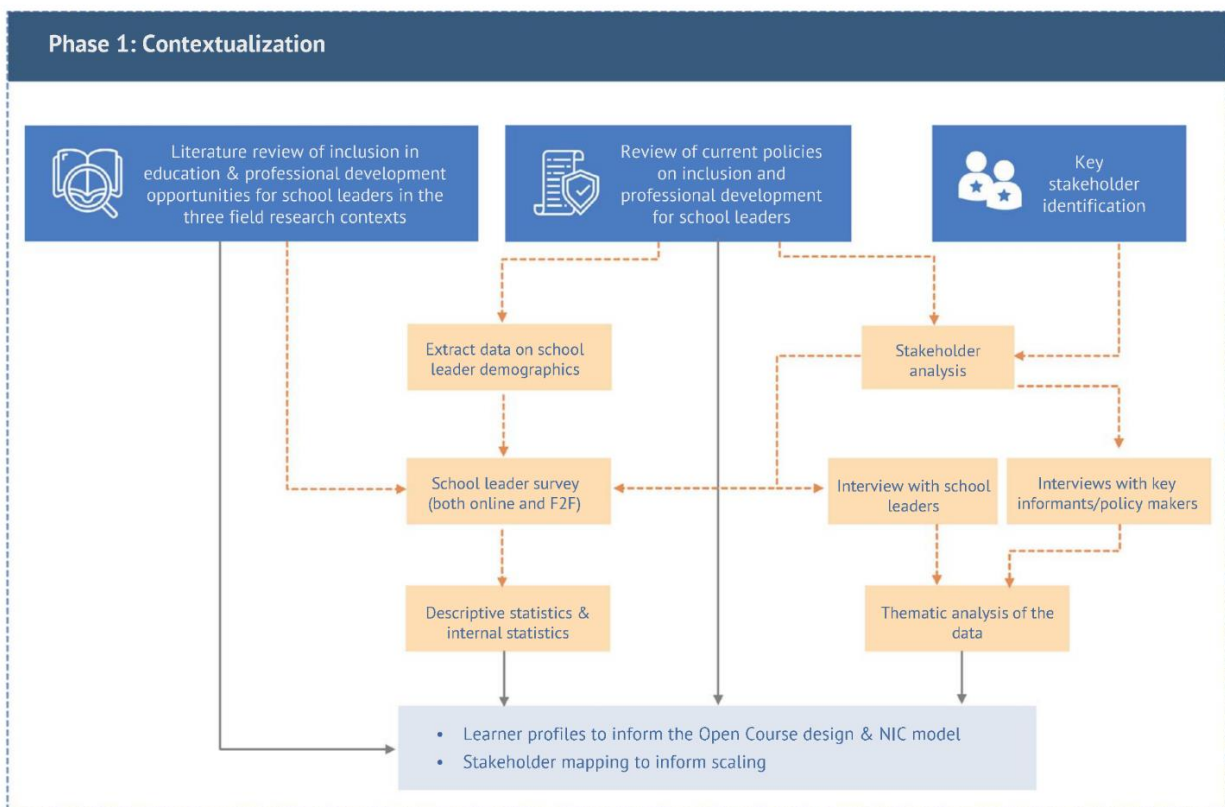 Phase 1: Contextualization
Literature review of inclusion in
education & professional development
opportunities for school leaders in the
three field research contexts
Review of current policies
on inclusion and
professional development
for school leaders
Key
stakeholder
identification
Extract data on school
leader demographics
Stakeholder
analysis
School leader survey
(both online and F2F)
Interview with school
leaders
Interviews with key
informants/policy makers
Descriptive statistics &
internal statistics
Thematic analysis of the
data
• Learner profiles to inform the Open Course design & NIC model
• Stakeholder mapping to inform scaling